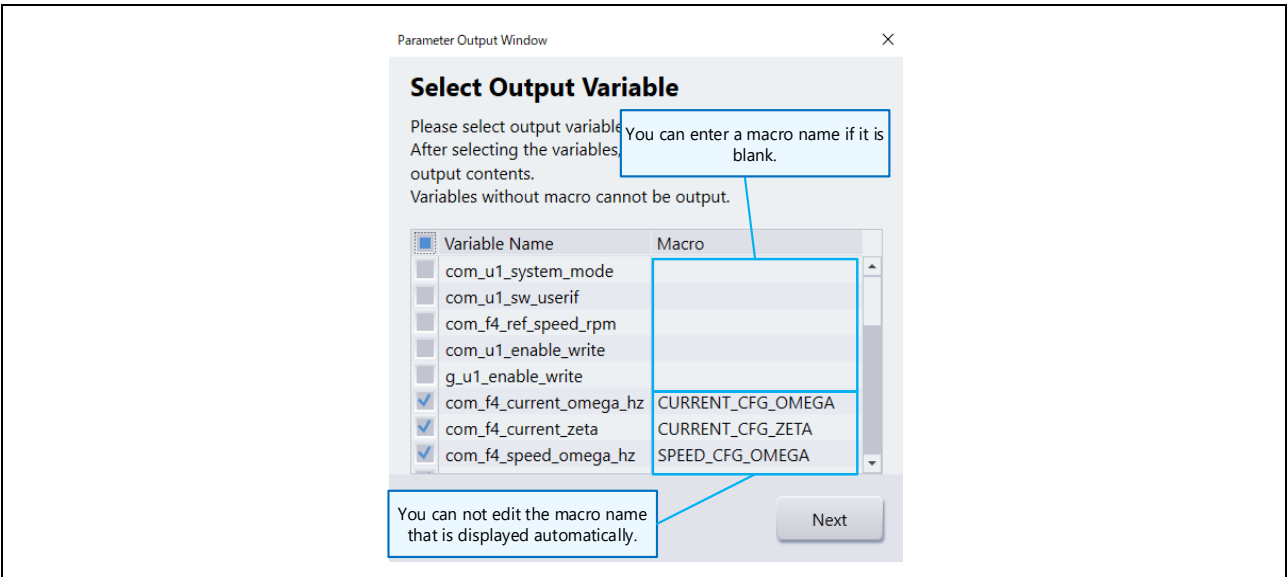 Parameter Output Window
Select Output Variable
Please select output variable
After selecting the variables,
output contents.
Variables without macro cannot be output.
You can enter a macro name if it is
blank.
Variable Name Macro
com_u1_system_mode
com_u1_sw_userif
com_f4_ref_speed_rpm
com_u1_enable_write
g_u1_enable_write
com_f4_current_omega_hz CURRENT_CFG_OMEGA
com_f4_current_zeta CURRENT_CFG_ZETA
com_f4_speed_omega_hz SPEED_CFG_OMEGA
You can not edit the macro name
that is displayed automatically.
Next